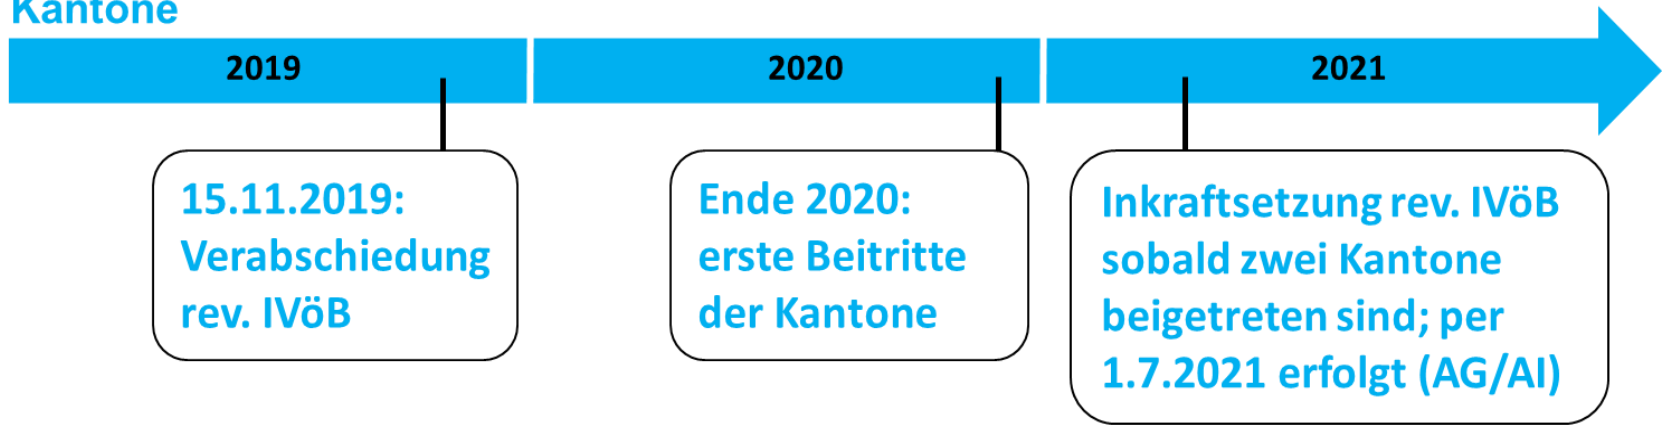 Kantone
2019
2020
2021
15.11.2019:
Verabschiedung
rev. IVöB
Ende 2020:
erste Beitritte
der Kantone
Inkraftsetzung rev. IVöB
sobald zwei Kantone
beigetreten sind; per
1.7.2021 erfolgt (AG/AI)